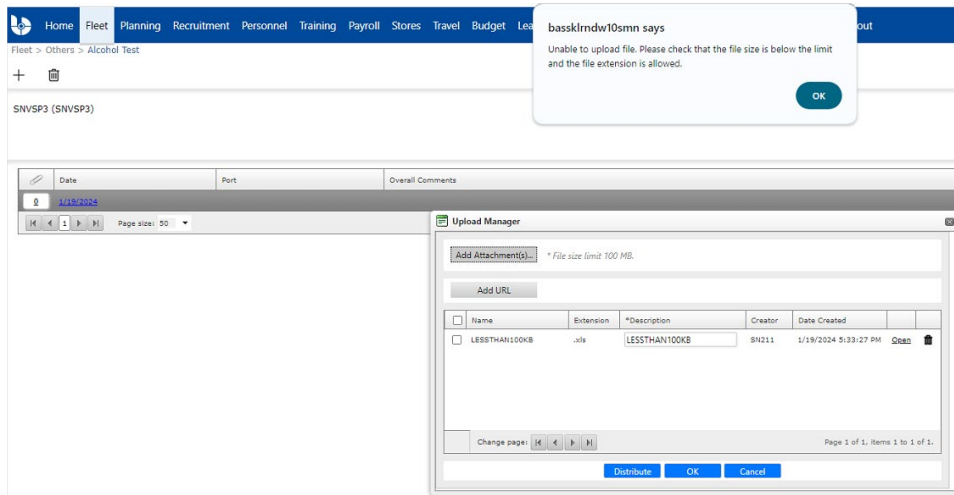 Home Fleet Planning Recruitment Personnel Training Payroll Stores Travel Budget Lea out
Fleet > Others > Alcohol Test
SNVSP3 (SNVSP3)
basssklrndw10smn says
Unable to upload file. Please check that the file size is below the limit
and the file extension is allowed.
OK
Date Port Overall Comments
0 1/19/2024
1 Page size: 50
Upload Manager
Add Attachment(s)... * File size limit 100 MB.
Add URL
Name Extension *Description Creator Date Created
LESSTHAN100KB .xls LESSTHAN100KB SN211 1/19/2024 5:33:27 PM Open
Change page: Page 1 of 1, items 1 to 1 of 1.
Distribute OK Cancel